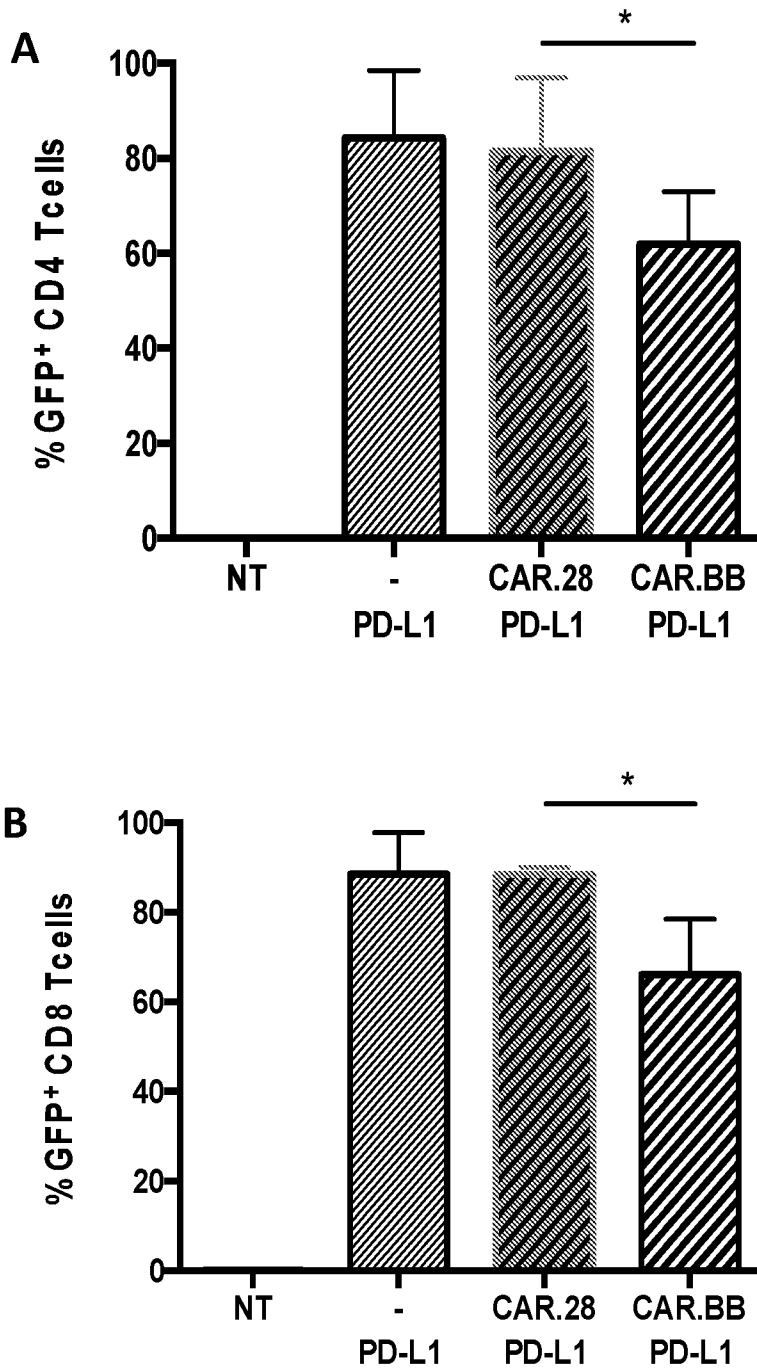 A
*
%GFP+ CD4 Tcells
100
80
60
40
20
0
NT - CAR.28 CAR.BB
PD-L1 PD-L1 PD-L1
B
*
%GFP+ CD8 Tcells
100
80
60
40
20
0
NT - CAR.28 CAR.BB
PD-L1 PD-L1 PD-L1